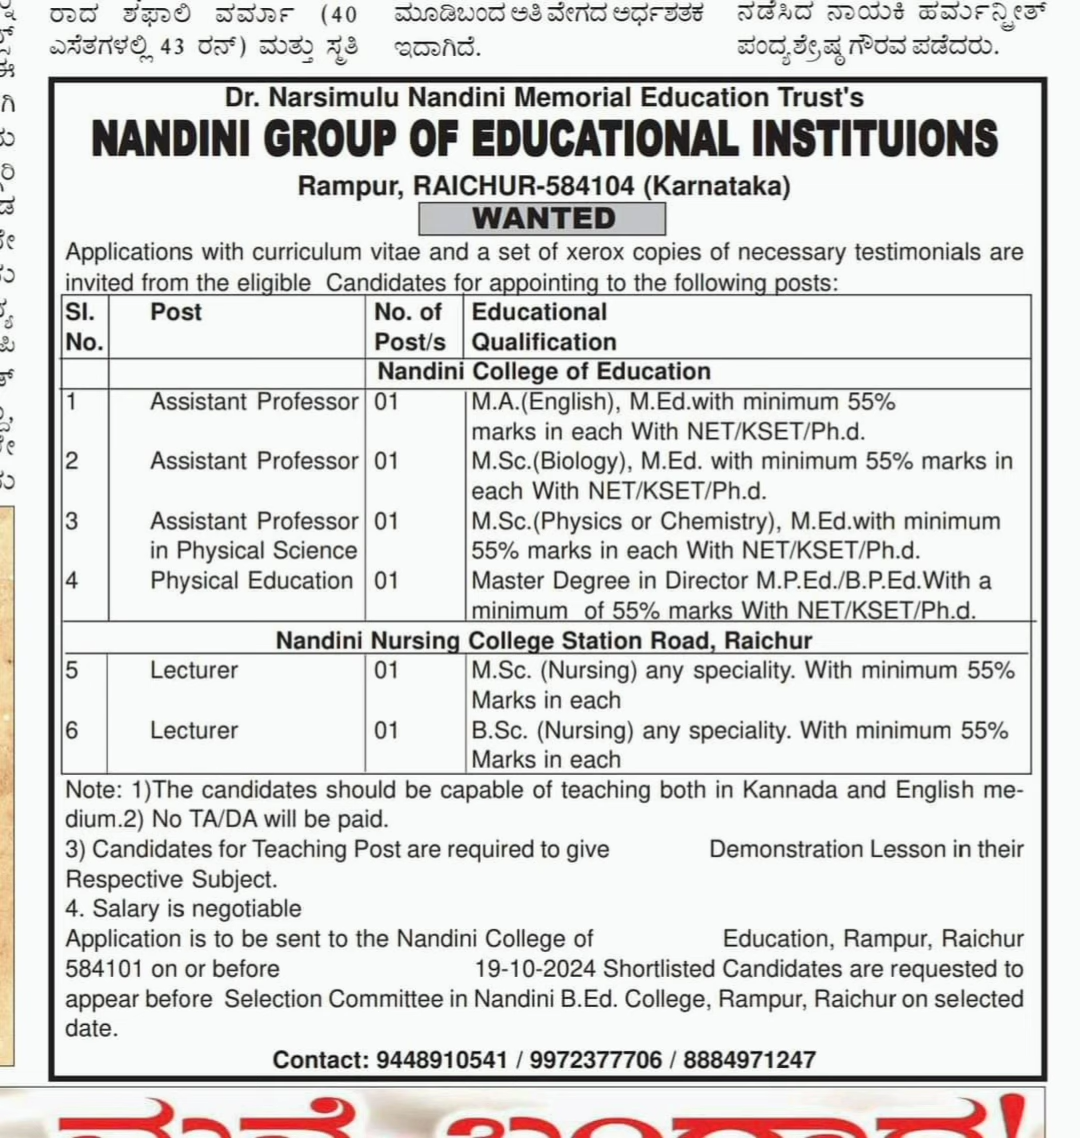 ರಾದ ಶಫಾಲಿ ವರ್ಮಾ (40
ಎಸೆತಗಳಲ್ಲಿ 43 ರನ್) ಮತ್ತು ಸ್ಮೃತಿ
ಮೂಡಿಬಂದ ಅತಿ ವೇಗದ ಅರ್ಧಶತಕ
ಇದಾಗಿದೆ.
ನಡೆಸಿದ ನಾಯಕಿ ಹರ್ಮನ್ಪ್ರೀತ್
ಪಂದ್ಯಶ್ರೇಷ್ಠ ಗೌರವ ಪಡೆದರು.
Dr. Narsimulu Nandini Memorial Education Trust's
NANDINI GROUP OF EDUCATIONAL INSTITUIONS
Rampur, RAICHUR-584104 (Karnataka)
WANTED
Applications with curriculum vitae and a set of xerox copies of necessary testimonials are
invited from the eligible Candidates for appointing to the following posts:
Sl. Post No. of Educational
No. Post/s Qualification
Nandini College of Education
1 Assistant Professor 01 M.A.(English), M.Ed.with minimum 55%
marks in each With NET/KSET/Ph.d.
2 Assistant Professor 01 M.Sc.(Biology), M.Ed. with minimum 55% marks in
each With NET/KSET/Ph.d.
3 Assistant Professor 01 M.Sc.(Physics or Chemistry), M.Ed.with minimum
in Physical Science 55% marks in each With NET/KSET/Ph.d.
4 Physical Education 01 Master Degree in Director M.P.Ed./B.P.Ed.With a
minimum of 55% marks With NET/KSET/Ph.d.
Nandini Nursing College Station Road, Raichur
5 Lecturer 01 M.Sc. (Nursing) any speciality. With minimum 55%
Marks in each
6 Lecturer 01 B.Sc. (Nursing) any speciality. With minimum 55%
Marks in each
Note: 1)The candidates should be capable of teaching both in Kannada and English me-
dium.2) No TA/DA will be paid.
3) Candidates for Teaching Post are required to give Demonstration Lesson in their
Respective Subject.
4. Salary is negotiable
Application is to be sent to the Nandini College of Education, Rampur, Raichur
584101 on or before 19-10-2024 Shortlisted Candidates are requested to
appear before Selection Committee in Nandini B.Ed. College, Rampur, Raichur on selected
date.
Contact: 9448910541 / 9972377706 / 8884971247